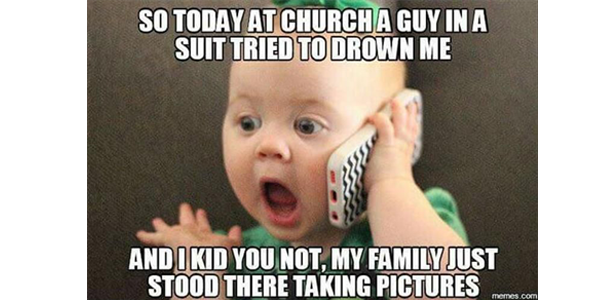 SO TODAY AT CHURCH A GUY IN A
SUIT TRIED TO DROWN ME
AND I KID YOU NOT, MY FAMILY JUST
STOOD THERE TAKING PICTURES
memes.com